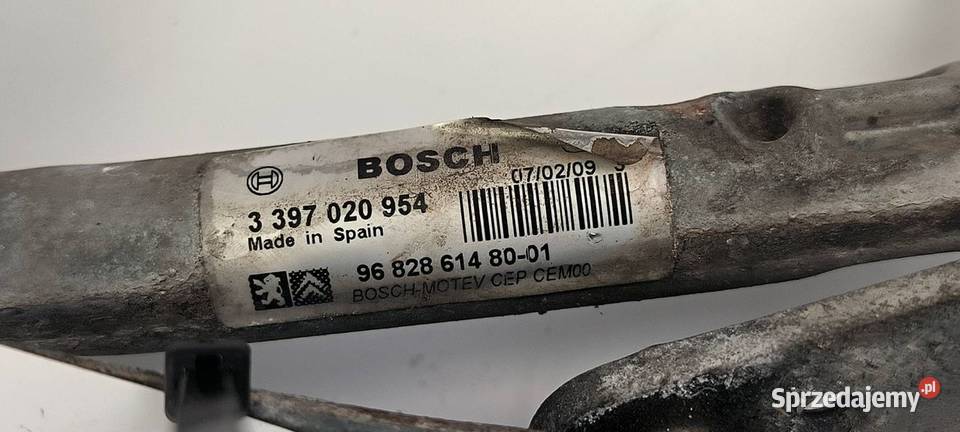 BOSCH
07/02/09 3
3 397 020 954
Made in Spain
96 828 614 80-01
BOSCH-MOTEV CEP CEM00
Sprzedajemy.pl